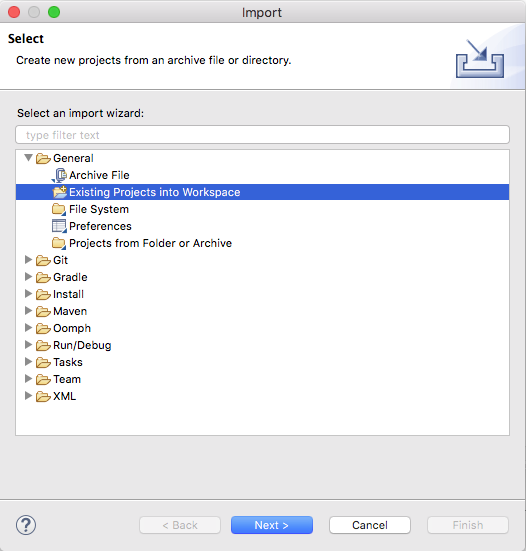 Import
Select
Create new projects from an archive file or directory.
Select an import wizard:
type filter text
General
Archive File
Existing Projects into Workspace
File System
Preferences
Projects from Folder or Archive
Git
Gradle
Install
Maven
Oomph
Run/Debug
Tasks
Team
XML
? < Back Next > Cancel Finish